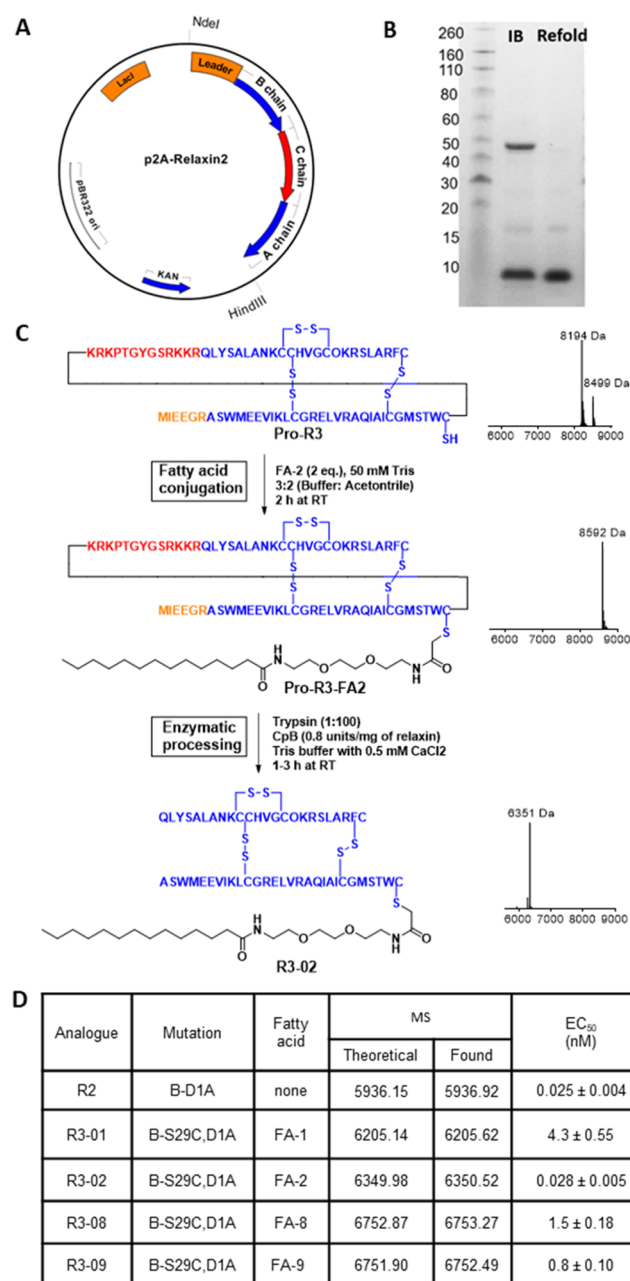 A
NdeI
LacI
Leader
B chain
p2A-Relaxin2
C chain
pBR322 ori
A chain
KAN
HindIII
B
IB Refold
260
160
110
80
60
50
40
30
20
15
10
C
S-S
KRKPTGYGSRKKRQLYSALANKCCHVGCOKRSLARFC
S
S
S
S
MIEEGRASWMEEVIKLCGRELVRAQIAICGMSTWC
Pro-R3
SH
8194 Da
8499 Da
6000 7000 8000 9000
Fatty acid
conjugation
FA-2 (2 eq.), 50 mM Tris
3:2 (Buffer: Acetontrile)
2 h at RT
S-S
KRKPTGYGSRKKRQLYSALANKCCHVGCOKRSLARFC
S
S
S
S
MIEEGRASWMEEVIKLCGRELVRAQIAICGMSTWC
S
H
N
O
O
O
N
H
O
Pro-R3-FA2
8592 Da
6000 7000 8000 9000
Enzymatic
processing
Trypsin (1:100)
CpB (0.8 units/mg of relaxin)
Tris buffer with 0.5 mM CaCl2
1-3 h at RT
S-S
QLYSALANKCCHVGCOKRSLARFC
S
S
S
S
ASWMEEVIKLCGRELVRAQIAICGMSTWC
S
H
N
O
O
O
N
H
O
R3-02
6351 Da
6000 7000 8000 9000
D
Analogue Mutation Fatty acid MS EC50 (nM)
Theoretical Found
R2 B-D1A none 5936.15 5936.92 0.025 ± 0.004
R3-01 B-S29C,D1A FA-1 6205.14 6205.62 4.3 ± 0.55
R3-02 B-S29C,D1A FA-2 6349.98 6350.52 0.028 ± 0.005
R3-08 B-S29C,D1A FA-8 6752.87 6753.27 1.5 ± 0.18
R3-09 B-S29C,D1A FA-9 6751.90 6752.49 0.8 ± 0.10